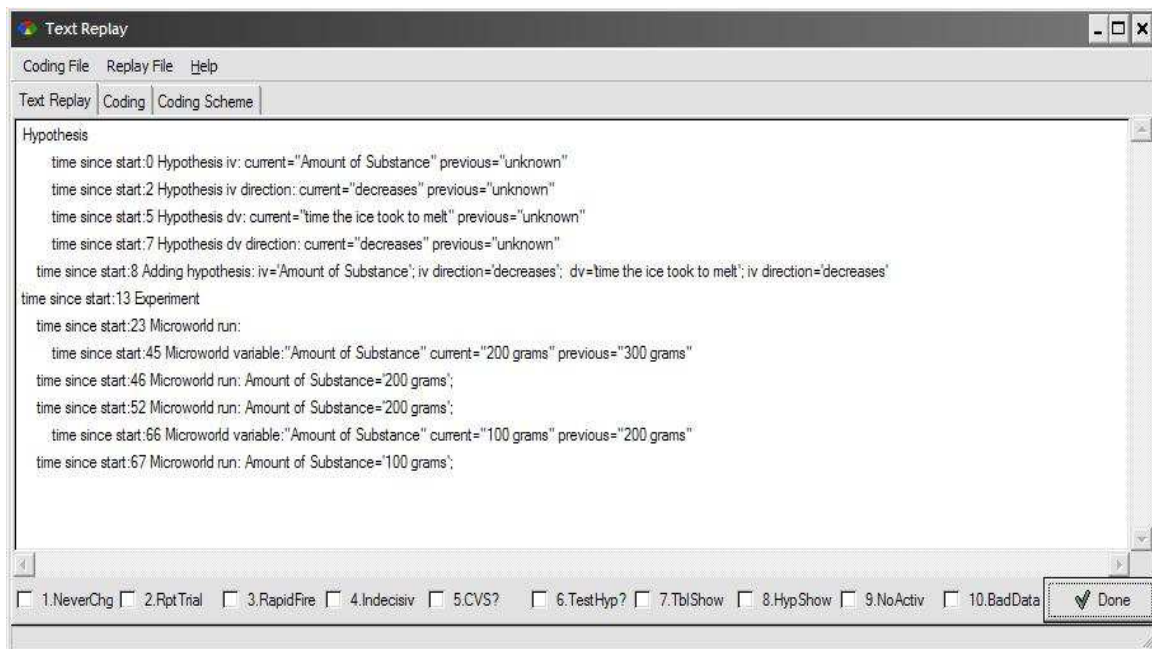 Text Replay
Coding File Replay File Help
Text Replay Coding Coding Scheme
Hypothesis
time since start:0 Hypothesis iv: current="Amount of Substance" previous="unknown"
time since start:2 Hypothesis iv direction: current="decreases" previous="unknown"
time since start:5 Hypothesis dv: current="time the ice took to melt" previous="unknown"
time since start:7 Hypothesis dv direction: current="decreases" previous="unknown"
time since start:8 Adding hypothesis: iv='Amount of Substance'; iv direction='decreases'; dv='time the ice took to melt'; iv direction='decreases'
time since start:13 Experiment
time since start:23 Microworld run:
time since start:45 Microworld variable:"Amount of Substance" current="200 grams" previous="300 grams"
time since start:46 Microworld run: Amount of Substance='200 grams';
time since start:52 Microworld run: Amount of Substance='200 grams';
time since start:66 Microworld variable:"Amount of Substance" current="100 grams" previous="200 grams"
time since start:67 Microworld run: Amount of Substance='100 grams';
1.NeverChg 2.RptTrial 3.RapidFire 4.Indecisiv 5.CVS? 6.TestHyp? 7.TblShow 8.HypShow 9.NoActiv 10.BadData Done